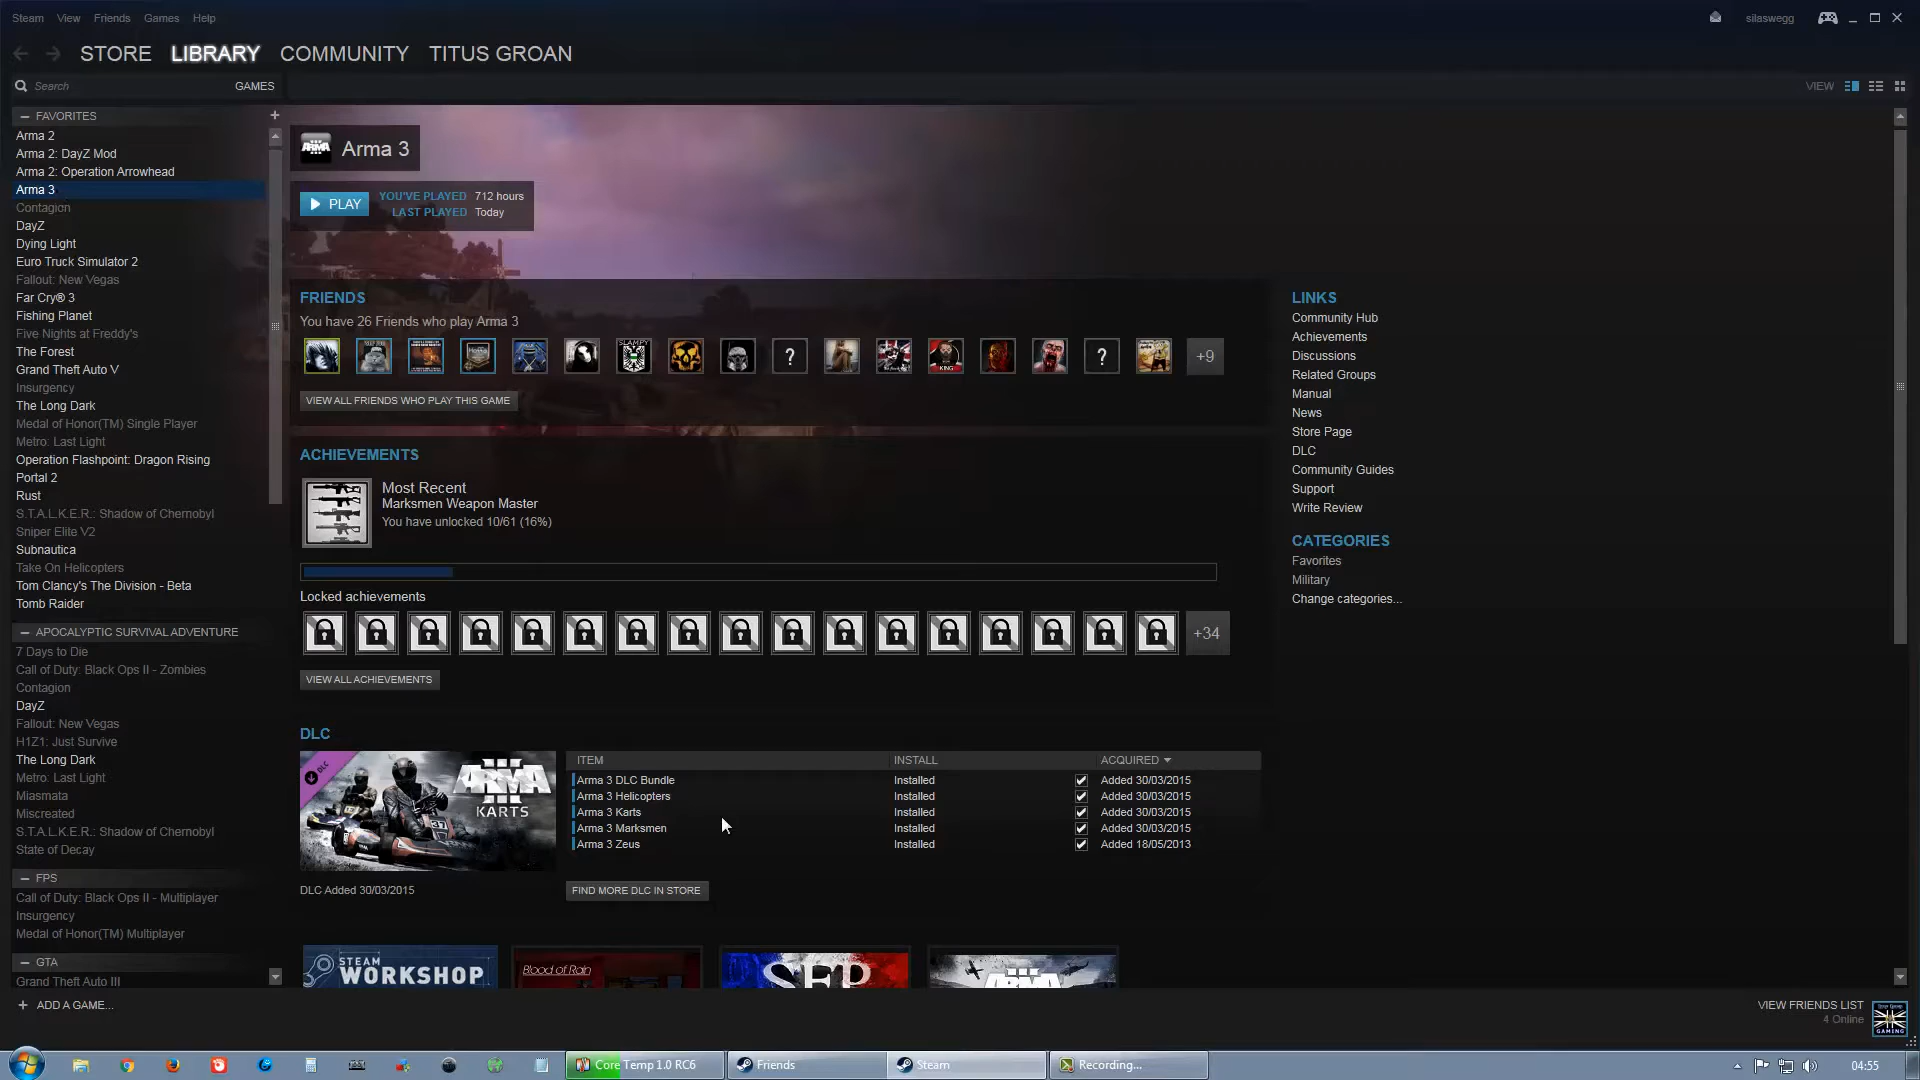 Steam View Friends Games Help silaswegg
STORE LIBRARY COMMUNITY TITUS GROAN
Search GAMES VIEW
— FAVORITES +
Arma 2
Arma 2: DayZ Mod
Arma 2: Operation Arrowhead
Arma 3
Contagion
DayZ
Dying Light
Euro Truck Simulator 2
Fallout: New Vegas
Far Cry® 3
Fishing Planet
Five Nights at Freddy's
The Forest
Grand Theft Auto V
Insurgency
The Long Dark
Medal of Honor(TM) Single Player
Metro: Last Light
Operation Flashpoint: Dragon Rising
Portal 2
Rust
S.T.A.L.K.E.R.: Shadow of Chernobyl
Sniper Elite V2
Subnautica
Take On Helicopters
Tom Clancy's The Division - Beta
Tomb Raider
— APOCALYPTIC SURVIVAL ADVENTURE
7 Days to Die
Call of Duty: Black Ops II - Zombies
Contagion
DayZ
Fallout: New Vegas
H1Z1: Just Survive
The Long Dark
Metro: Last Light
Miasmata
Miscreated
S.T.A.L.K.E.R.: Shadow of Chernobyl
State of Decay
— FPS
Call of Duty: Black Ops II - Multiplayer
Insurgency
Medal of Honor(TM) Multiplayer
— GTA
Grand Theft Auto III
+ ADD A GAME...
ARMA III
Arma 3
PLAY
YOU'VE PLAYED 712 hours
LAST PLAYED Today
FRIENDS
You have 26 Friends who play Arma 3
SLAMPY ? KING ? +9
VIEW ALL FRIENDS WHO PLAY THIS GAME
ACHIEVEMENTS
Most Recent
Marksmen Weapon Master
You have unlocked 10/61 (16%)
Locked achievements
+34
VIEW ALL ACHIEVEMENTS
DLC
DLC
ARMA III
KARTS
DLC Added 30/03/2015
ITEM INSTALL ACQUIRED
Arma 3 DLC Bundle Installed Added 30/03/2015
Arma 3 Helicopters Installed Added 30/03/2015
Arma 3 Karts Installed Added 30/03/2015
Arma 3 Marksmen Installed Added 30/03/2015
Arma 3 Zeus Installed Added 18/05/2013
FIND MORE DLC IN STORE
STEAM
WORKSHOP
Blood of Rain
SFP
ARMA III
LINKS
Community Hub
Achievements
Discussions
Related Groups
Manual
News
Store Page
DLC
Community Guides
Support
Write Review
CATEGORIES
Favorites
Military
Change categories...
VIEW FRIENDS LIST
4 Online
GAMING
Core Temp 1.0 RC6
Friends
Steam
Recording...
04:55